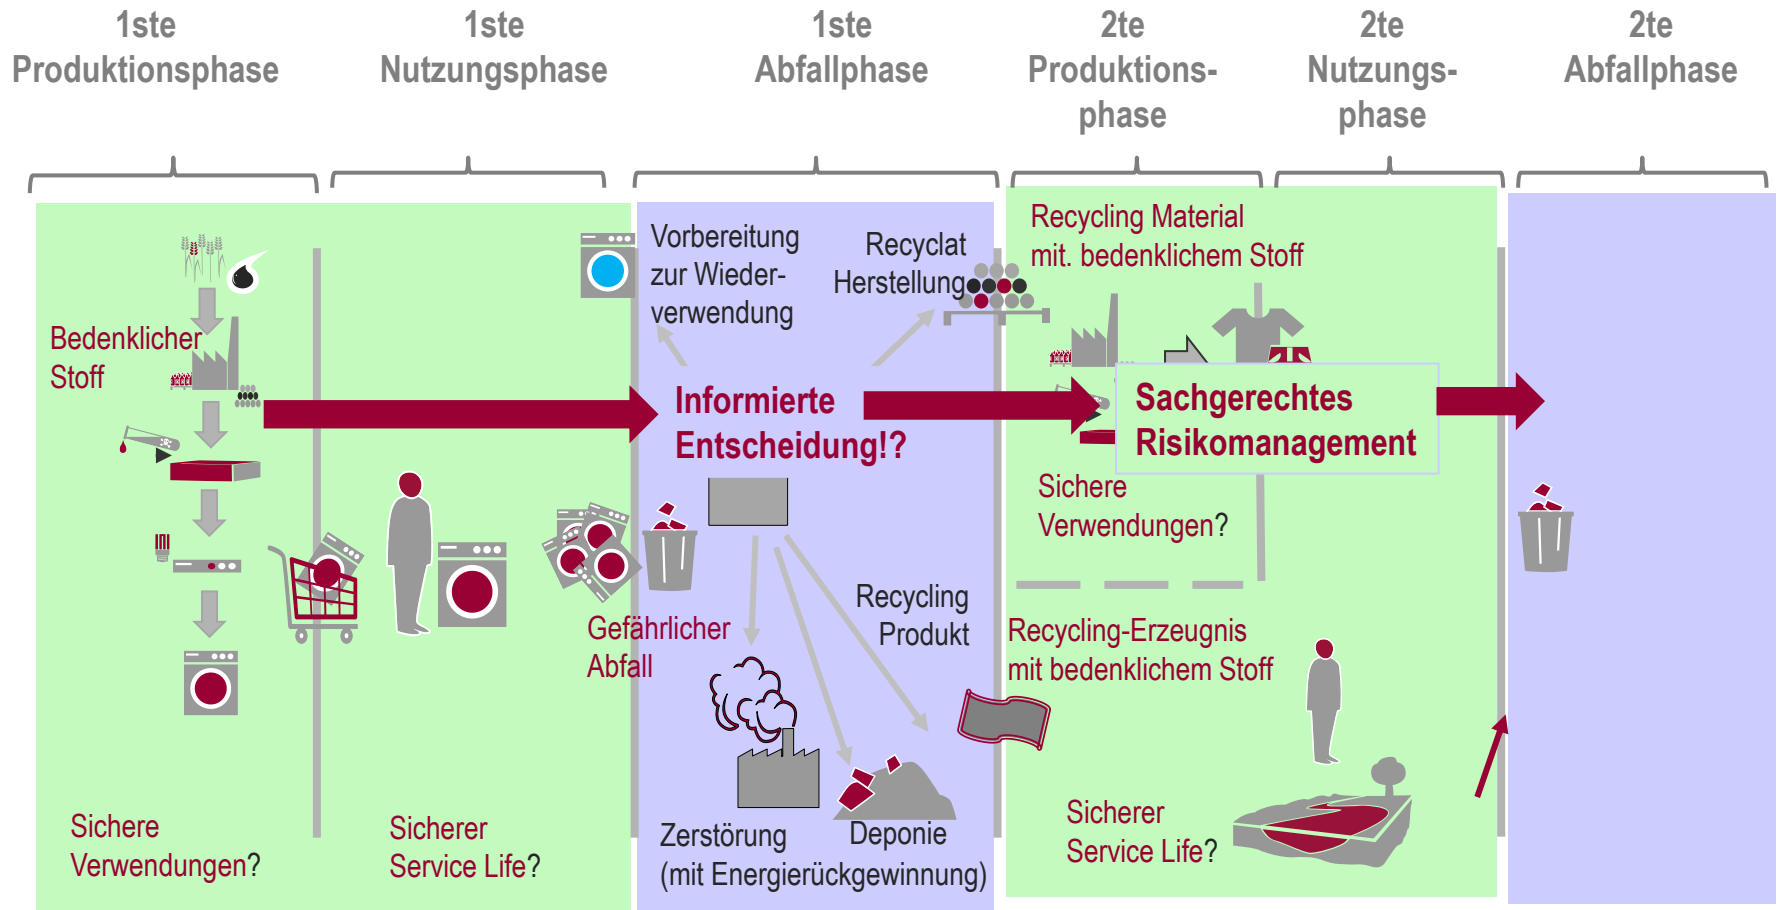 1ste
Produktionsphase
1ste
Nutzungsphase
1ste
Abfallphase
2te
Produktions-
phase
2te
Nutzungs-
phase
2te
Abfallphase
Bedenklicher
Stoff
Sichere
Verwendungen?
Sicherer
Service Life?
Vorbereitung
zur Wieder-
verwendung
Recyclat
Herstellung
Informierte
Entscheidung!?
Gefährlicher
Abfall
Recycling
Produkt
Zerstörung
(mit Energierückgewinnung)
Deponie
Recycling Material
mit. bedenklichem Stoff
Sachgerechtes
Risikomanagement
Sichere
Verwendungen?
Recycling-Erzeugnis
mit bedenklichem Stoff
Sicherer
Service Life?